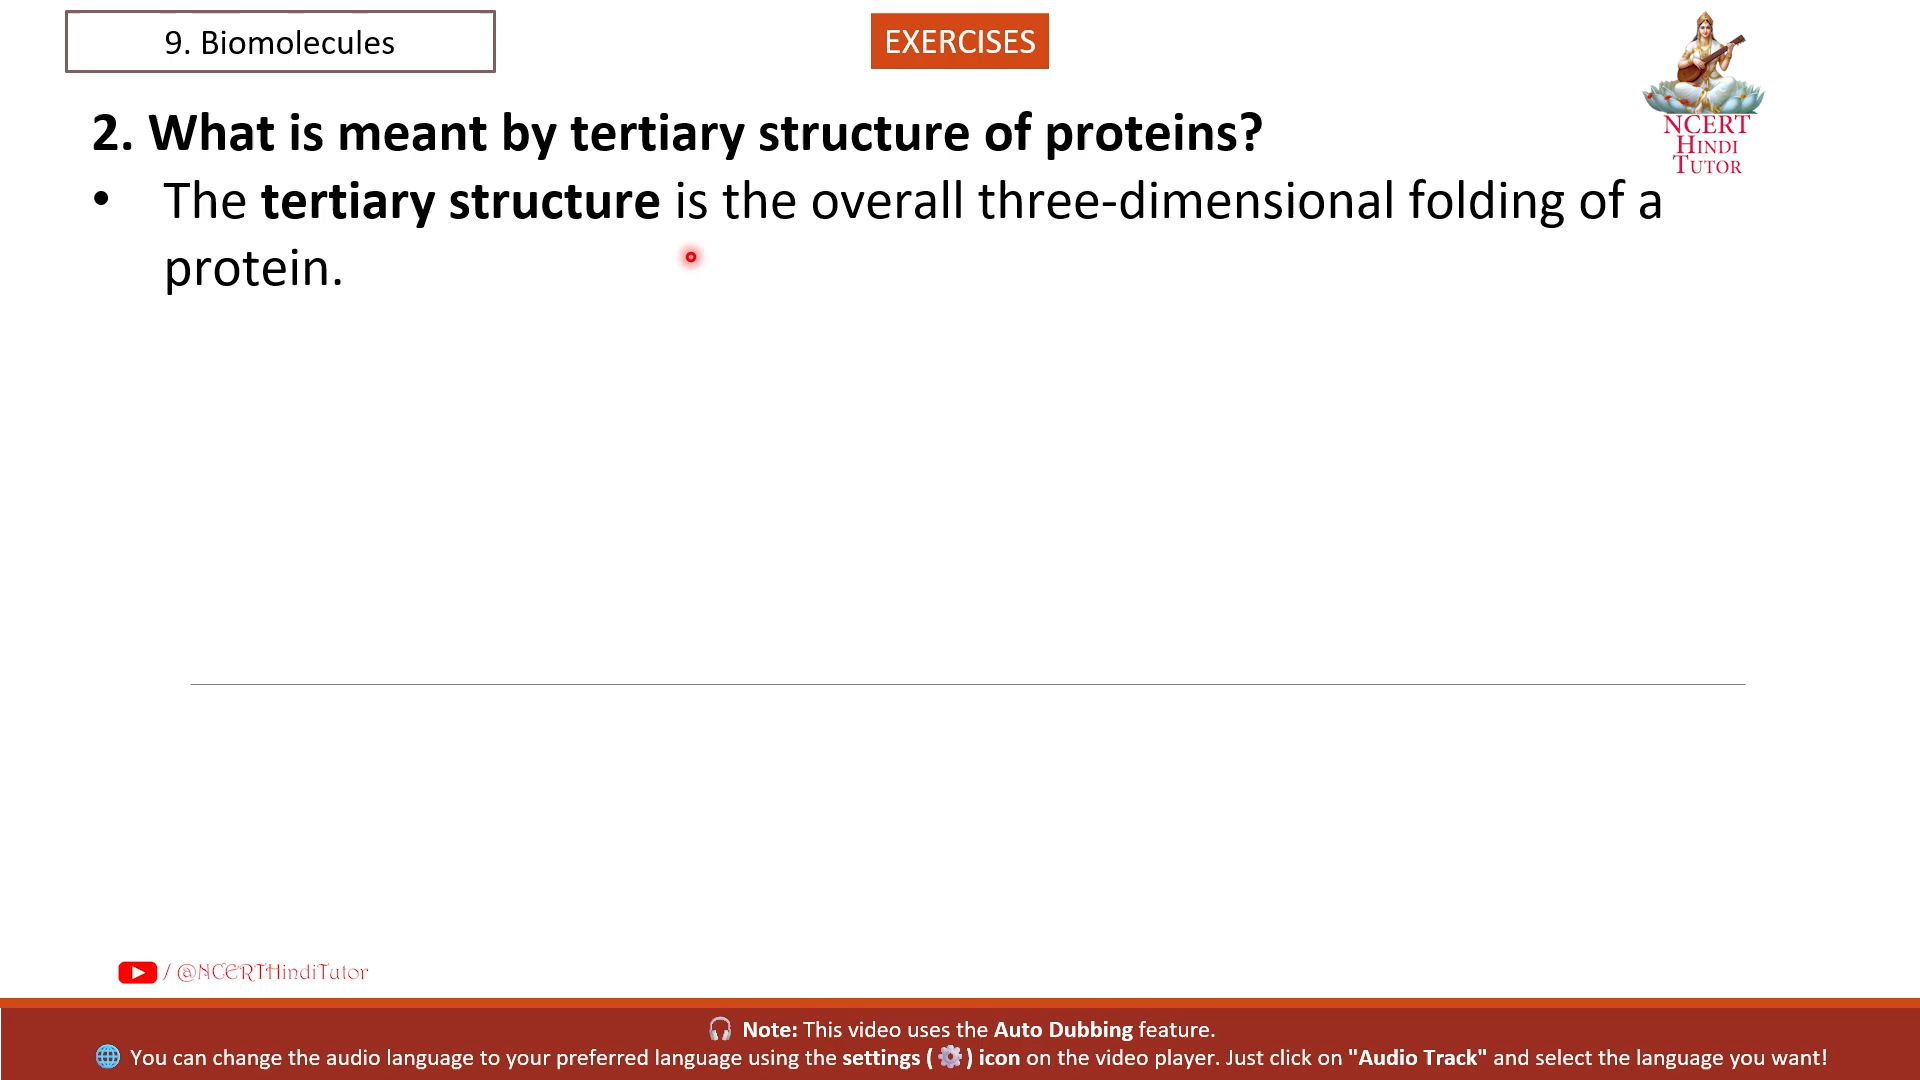 9. Biomolecules
EXERCISES
NCERT
HINDI
TUTOR
2. What is meant by tertiary structure of proteins?
• The tertiary structure is the overall three-dimensional folding of a
protein.
/ @NCERTHindiTutor
🎧 Note: This video uses the Auto Dubbing feature.
🌐 You can change the audio language to your preferred language using the settings ( ⚙️ ) icon on the video player. Just click on "Audio Track" and select the language you want!